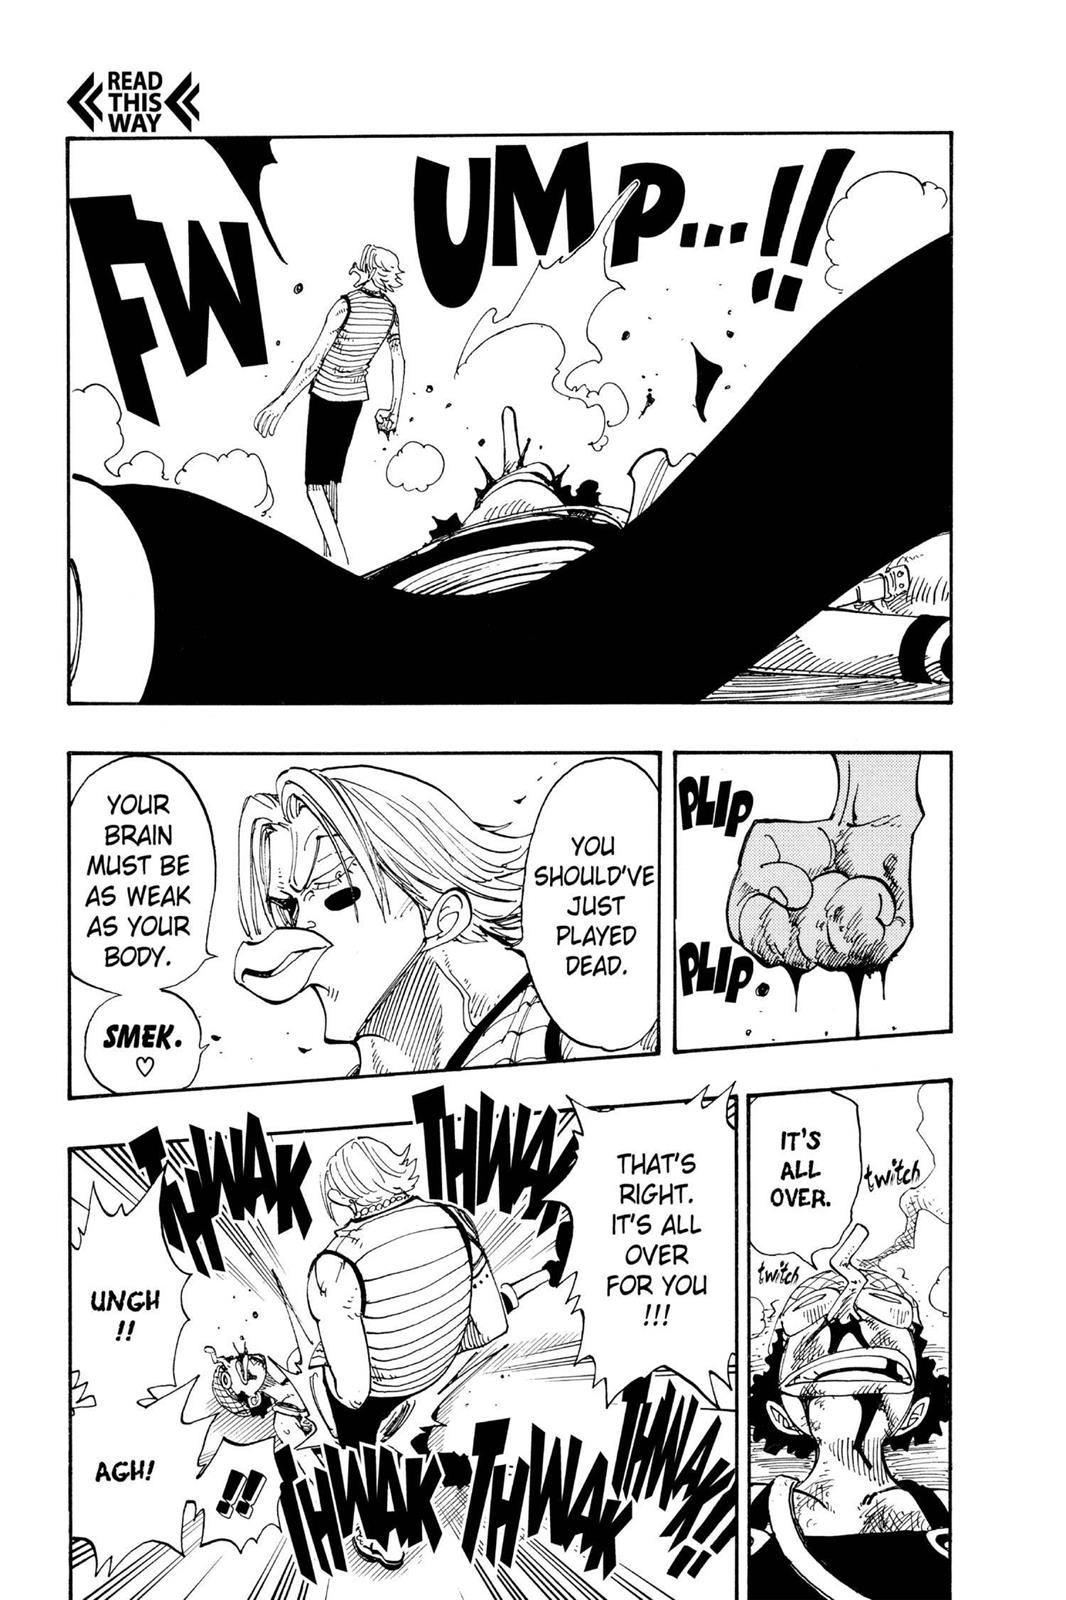 READ
THIS
WAY
FWUMP...!!
PLIP
PLIP.
YOU
SHOULD'VE
JUST
PLAYED
DEAD.
YOUR
BRAIN
MUST BE
AS WEAK
AS YOUR
BODY.
SMEK.
♡
IT'S
ALL
OVER.
twitch
twitch
THAT'S
RIGHT.
IT'S ALL
OVER
FOR YOU
!!!
THWAK
THWAK
UNGH
!!
AGH!
!!
THWAK
THWAK
THWAK!!